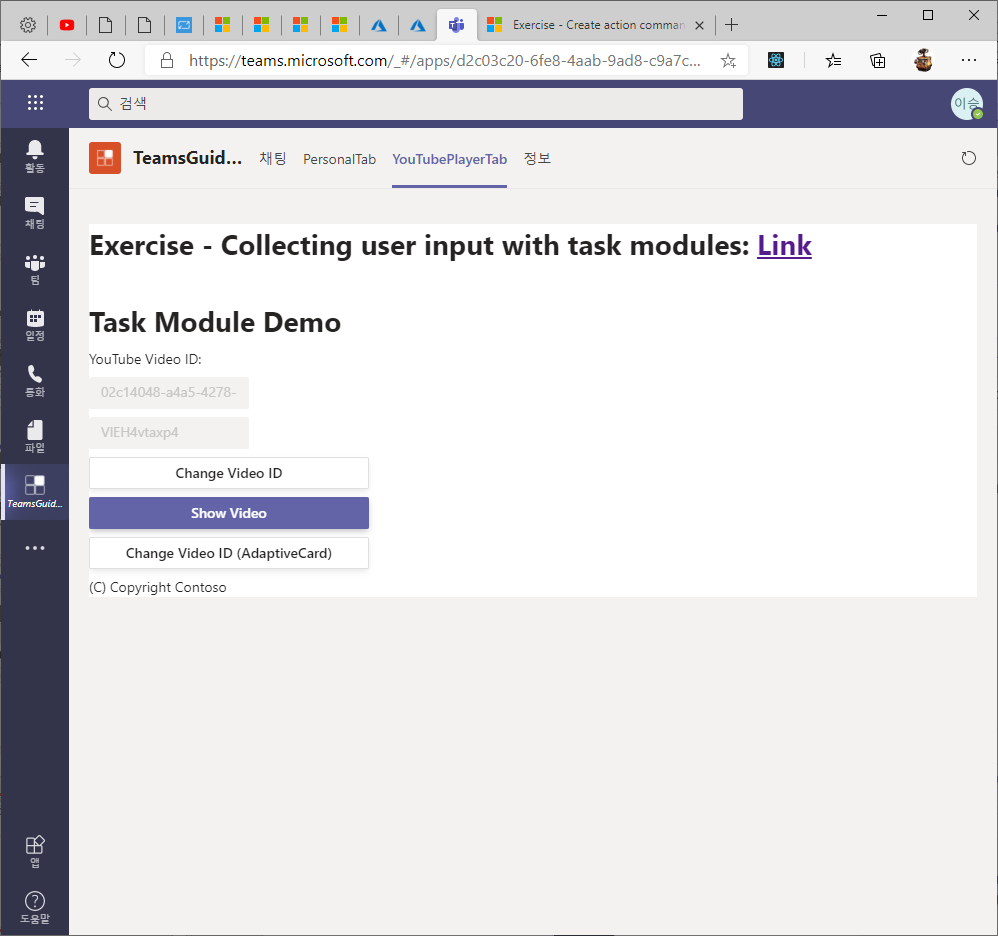 Exercise - Create action comman
https://teams.microsoft.com/_#/apps/d2c03c20-6fe8-4aab-9ad8-c9a7c...
검색
이승
활동
채팅
팀
일정
통화
파일
TeamsGuid...
앱
도움말
TeamsGuid... 채팅 PersonalTab YouTubePlayerTab 정보
Exercise - Collecting user input with task modules: Link
Task Module Demo
YouTube Video ID:
02c14048-a4a5-4278-
VlEH4vtaxp4
Change Video ID
Show Video
Change Video ID (AdaptiveCard)
(C) Copyright Contoso